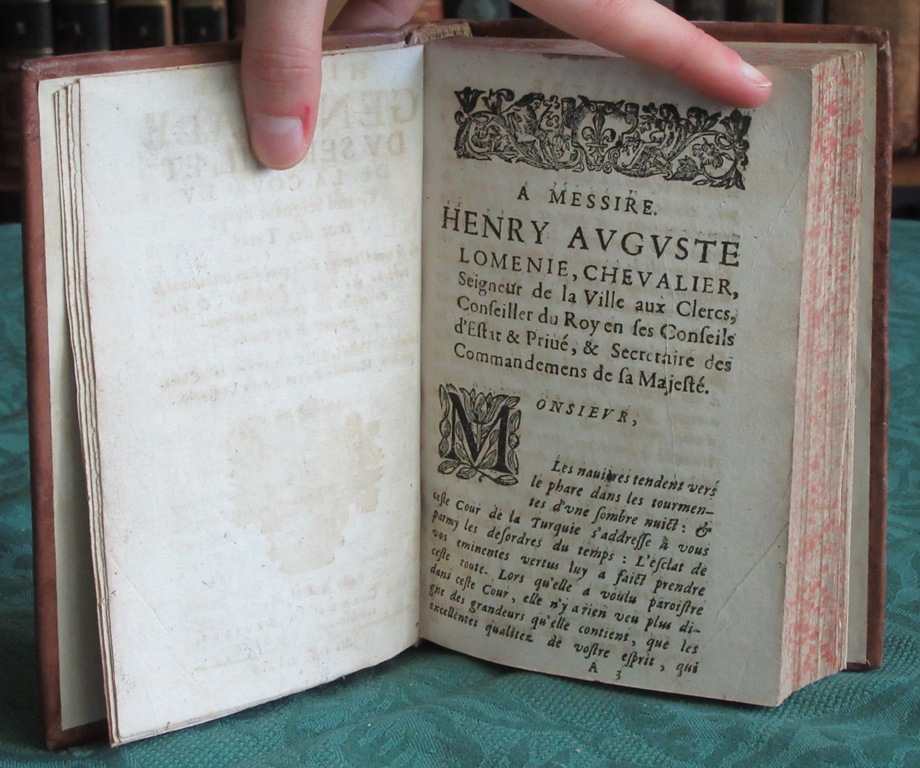 A MESSIRE.
HENRY AVGVSTE
LOMENIE, CHEVALIER,
Seigneur de la Ville aux Clercs,
Conſeiller du Roy en ſes Conſeils
d'Eſtat & Priué, & Secretaire des
Commandemens de ſa Majeſté.
MONSIEVR,
Les nauires tendent vers
le phare dans les tourmen-
tes d'vne ſombre nuict : &
ceſte Cour de la Turquie s'addreſſe à vous
parmy les deſordres du temps : L'eſclat de
vos eminentes vertus luy a faict prendre
ceſte route. Lors qu'elle a voulu paroiſtre
dans ceſte Cour, elle n'y a rien veu plus di-
gne des grandeurs qu'elle contient, que les
excellentes qualitez de voſtre eſprit, qui
A 3